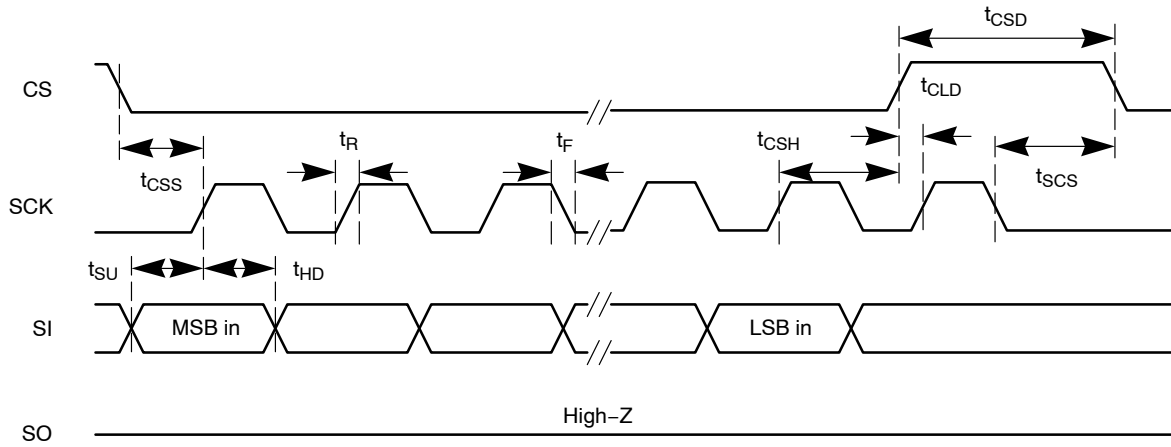 tCSD
CS
tCLD
tR
tF
tCSH
tCSS
tSCS
SCK
tSU
tHD
SI
MSB in
LSB in
High−Z
SO